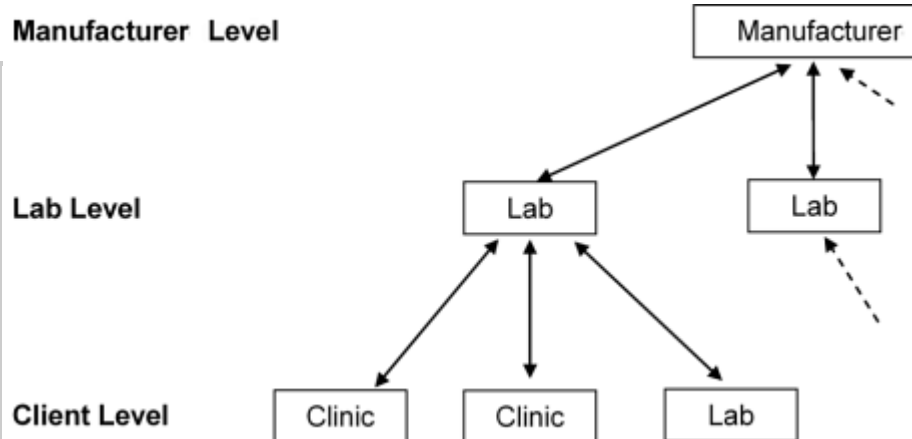 Manufacturer Level
Manufacturer
Lab Level
Lab
Lab
Client Level
Clinic
Clinic
Lab